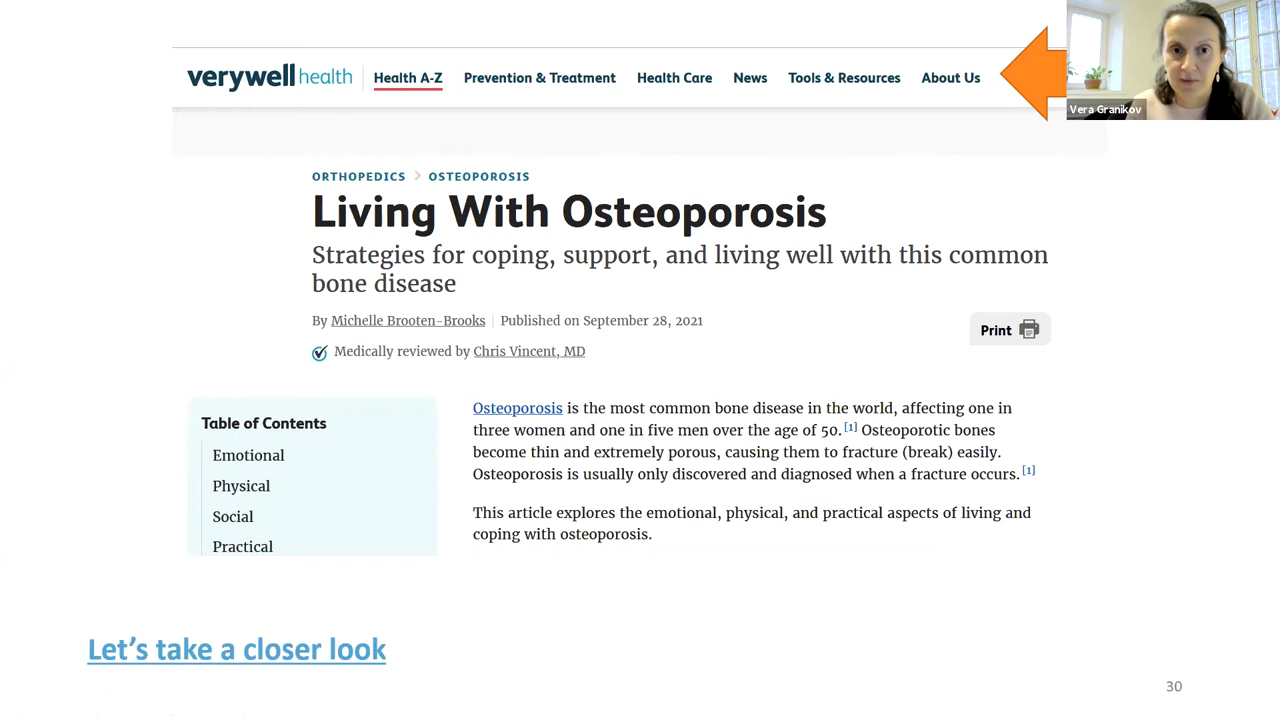 verywell health
Health A-Z
Prevention & Treatment
Health Care
News
Tools & Resources
About Us
Vera Granikov
ORTHOPEDICS > OSTEOPOROSIS
Living With Osteoporosis
Strategies for coping, support, and living well with this common
bone disease
By Michelle Brooten-Brooks | Published on September 28, 2021
Medically reviewed by Chris Vincent, MD
Print
Table of Contents
Emotional
Physical
Social
Practical
Osteoporosis is the most common bone disease in the world, affecting one in
three women and one in five men over the age of 50.[1] Osteoporotic bones
become thin and extremely porous, causing them to fracture (break) easily.
Osteoporosis is usually only discovered and diagnosed when a fracture occurs.[1]
This article explores the emotional, physical, and practical aspects of living and
coping with osteoporosis.
Let's take a closer look
30